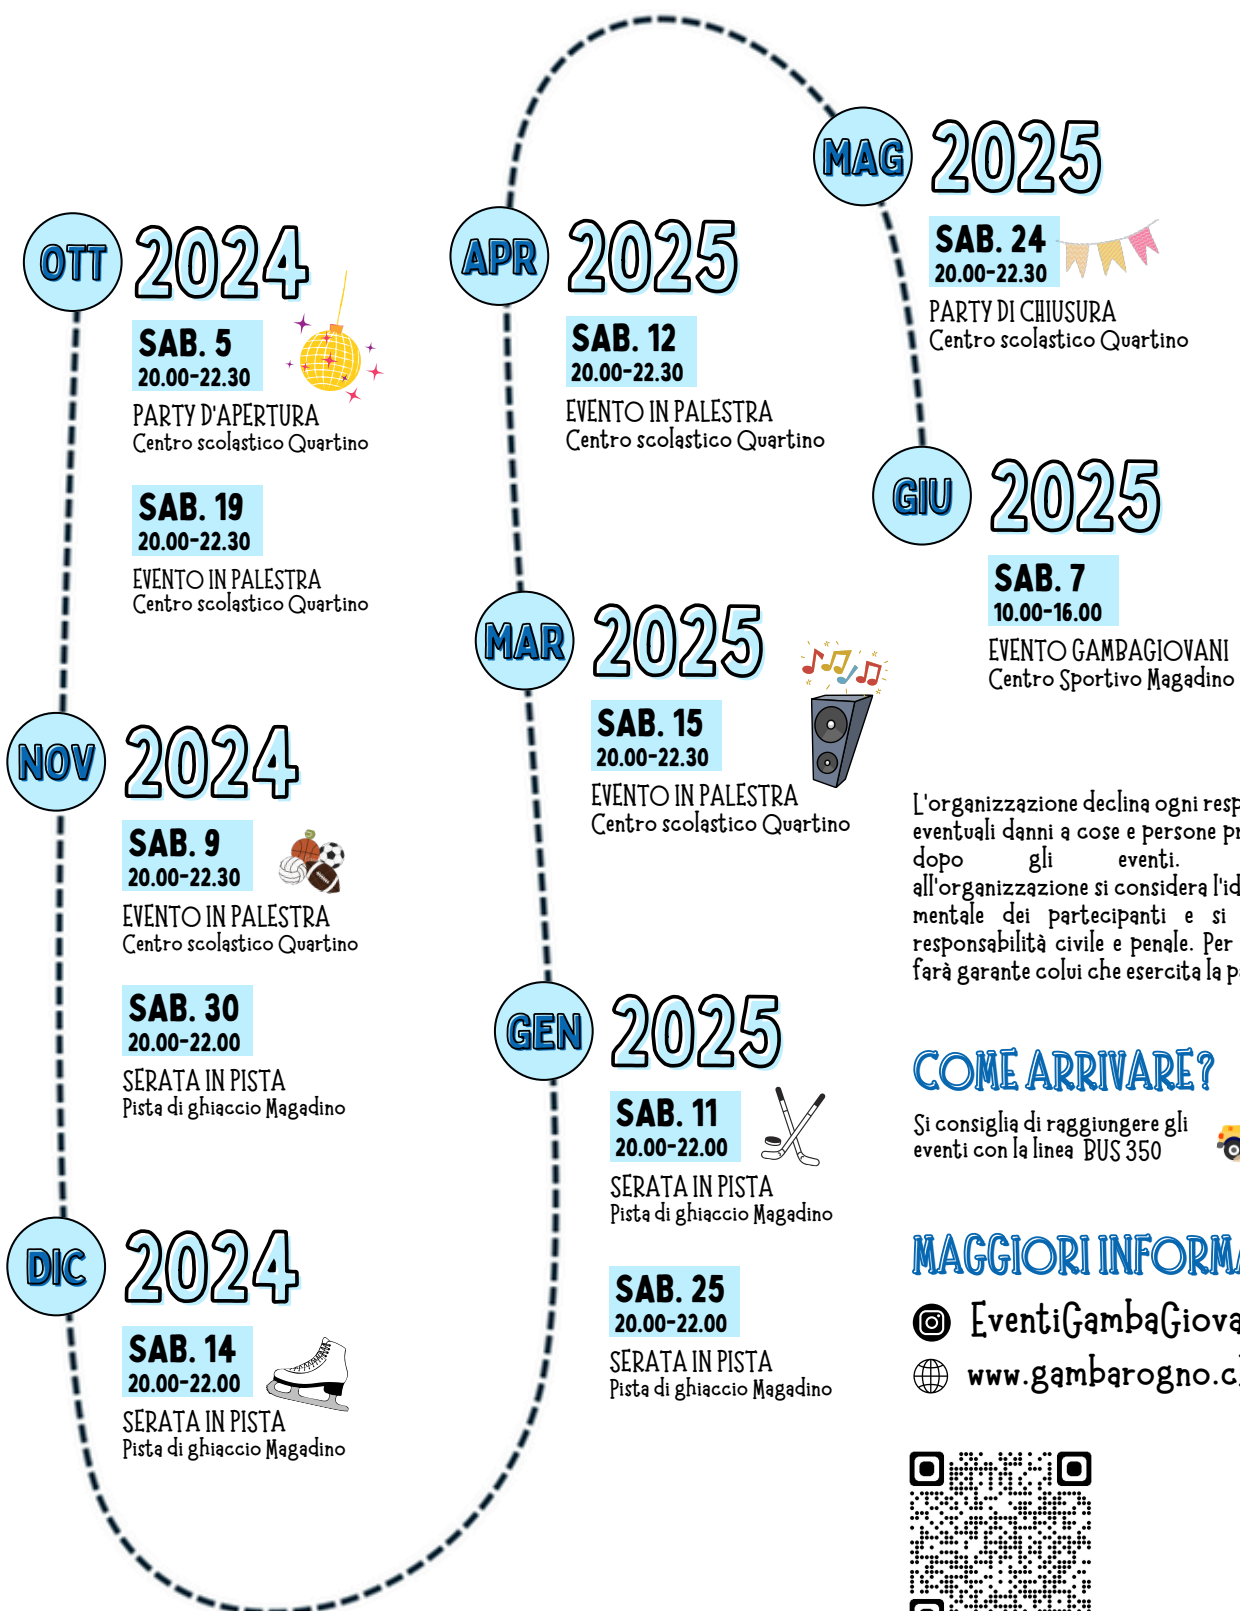 OTT 2024
SAB. 5
20.00-22.30
PARTY D'APERTURA
Centro scolastico Quartino
SAB. 19
20.00-22.30
EVENTO IN PALESTRA
Centro scolastico Quartino
NOV 2024
SAB. 9
20.00-22.30
EVENTO IN PALESTRA
Centro scolastico Quartino
SAB. 30
20.00-22.00
SERATA IN PISTA
Pista di ghiaccio Magadino
DIC 2024
SAB. 14
20.00-22.00
SERATA IN PISTA
Pista di ghiaccio Magadino
GEN 2025
SAB. 11
20.00-22.00
SERATA IN PISTA
Pista di ghiaccio Magadino
SAB. 25
20.00-22.00
SERATA IN PISTA
Pista di ghiaccio Magadino
MAR 2025
SAB. 15
20.00-22.30
EVENTO IN PALESTRA
Centro scolastico Quartino
APR 2025
SAB. 12
20.00-22.30
EVENTO IN PALESTRA
Centro scolastico Quartino
MAG 2025
SAB. 24
20.00-22.30
PARTY DI CHIUSURA
Centro scolastico Quartino
GIU 2025
SAB. 7
10.00-16.00
EVENTO GAMBAGIOVANI
Centro Sportivo Magadino
L'organizzazione declina ogni
eventuali danni a cose e persone
dopo gli eventi.
all'organizzazione si considera
mentale dei partecipanti e si
responsabilità civile e penale. Per
farà garante colui che esercita la
COME ARRIVARE?
Si consiglia di raggiungere gli
eventi con la linea BUS 350
MAGGIORI
EventiGambaGiova
www.gambarogno.c